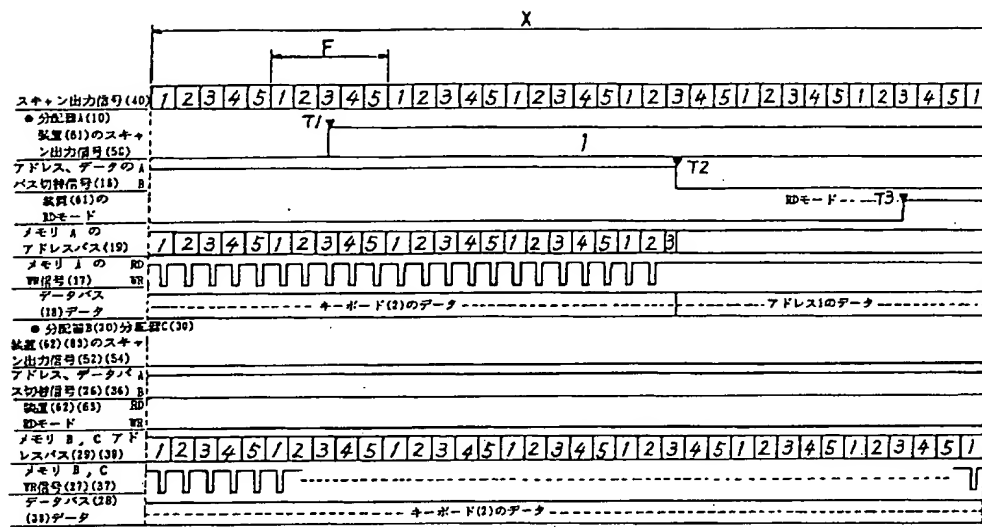 X
F
スキャン出力信号(40) 1 2 3 4 5 1 2 3 4 5 1 2 3 4 5 1 2 3 4 5 1 2 3 4 5 1 2 3 4 5 1 2 3 4 5 1
● 分配器A(10)
T1
装置(61)のスキャ
ン出力信号(50)
1
アドレス、データの A
バス切替信号(18) B
T2
装置(61)の
RDモード
RDモード---T3
メモリ A の
アドレスバス(19) 1 2 3 4 5 1 2 3 4 5 1 2 3 4 5 1 2 3 4 5 1 2 3
メモリ A の RD
WR信号(17) WR
データバス
(18)データ
キーボード(2)のデータ
アドレス1のデータ
● 分配器B(20)分配器C(30)
装置(62)(63)のスキャ
ン出力信号(52)(54)
アドレス、データバ A
ス切替信号(26)(36) B
装置(62)(63) RD
RDモード WR
メモリ B , C アド
レスバス(29)(39) 1 2 3 4 5 1 2 3 4 5 1 2 3 4 5 1 2 3 4 5 1 2 3 4 5 1 2 3 4 5 1 2 3 4 5 1
メモリ B , C
WR信号(27)(37)
データバス(28)
(38)データ
キーボード(2)のデータ